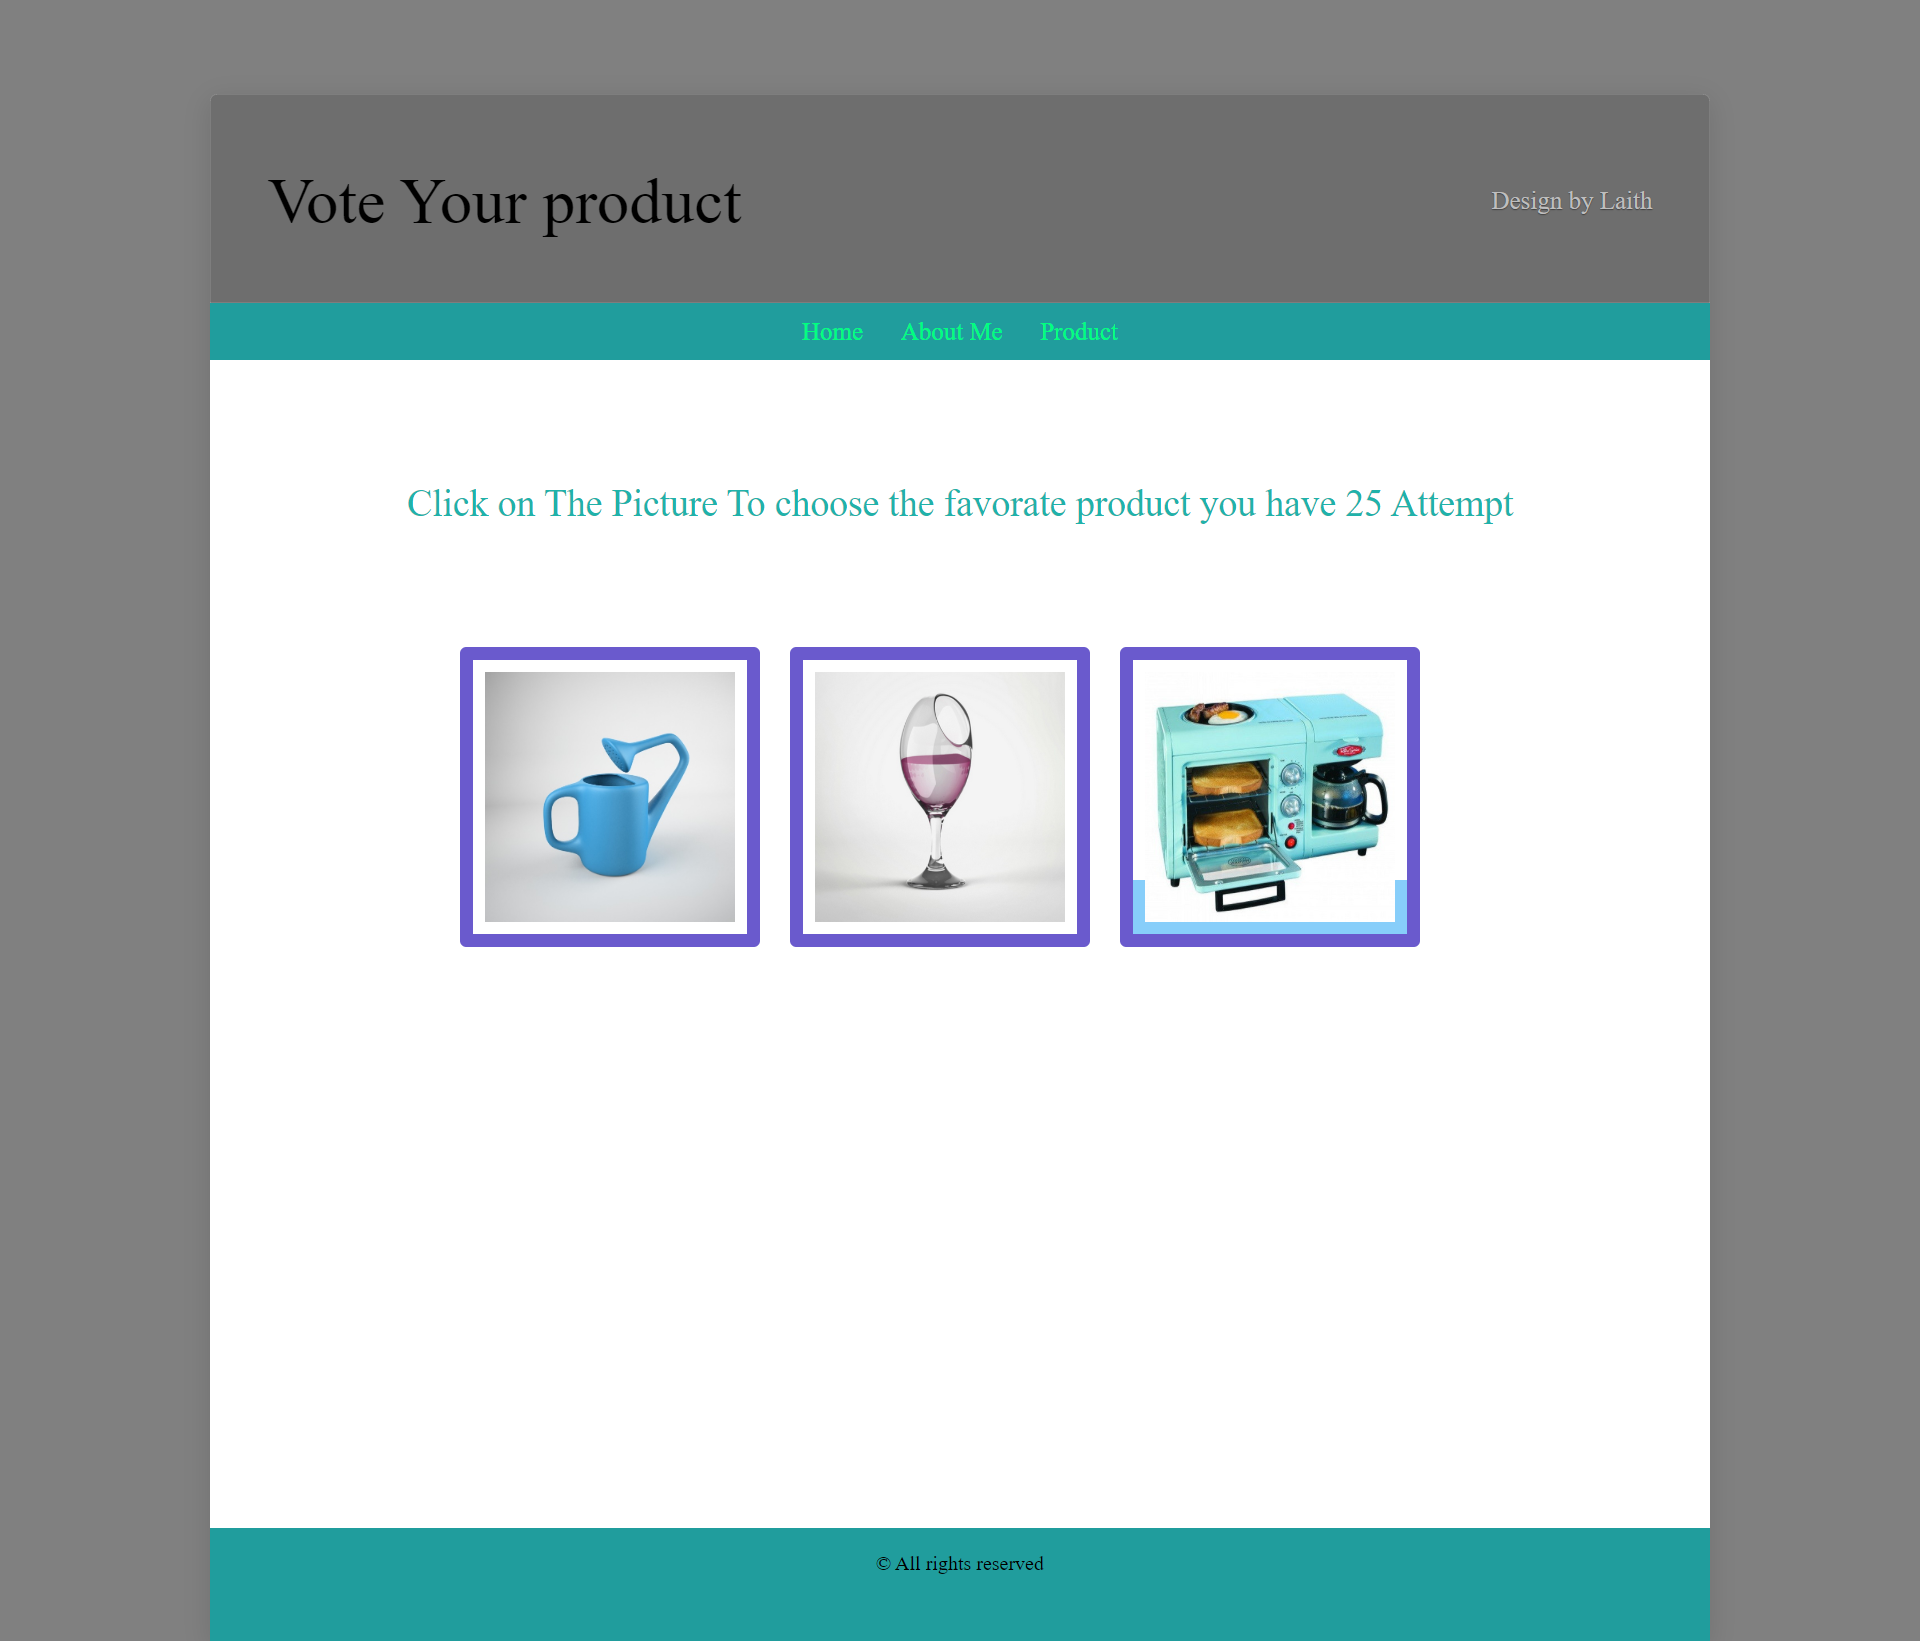 Vote Your product
Design by Laith
Home About Me Product
Click on The Picture To choose the favorate product you have 25 Attempt
© All rights reserved